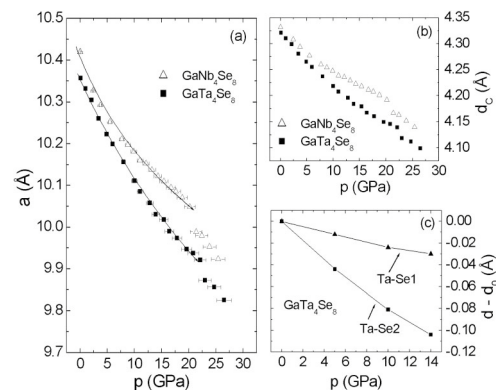 (a)
GaNb4Se8
GaTa4Se8
a (Å)
10.5
10.4
10.3
10.2
10.1
10.0
9.9
9.8
9.7
0 5 10 15 20 25 30
p (GPa)
(b)
GaNb4Se8
GaTa4Se8
4.35
4.30
4.25
4.20
4.15
4.10
dC (Å)
0 5 10 15 20 25 30
p (GPa)
(c)
Ta-Se1
GaTa4Se8
Ta-Se2
0.00
-0.02
-0.04
-0.06
-0.08
-0.10
-0.12
d - d0 (Å)
0 2 4 6 8 10 12 14
p (GPa)